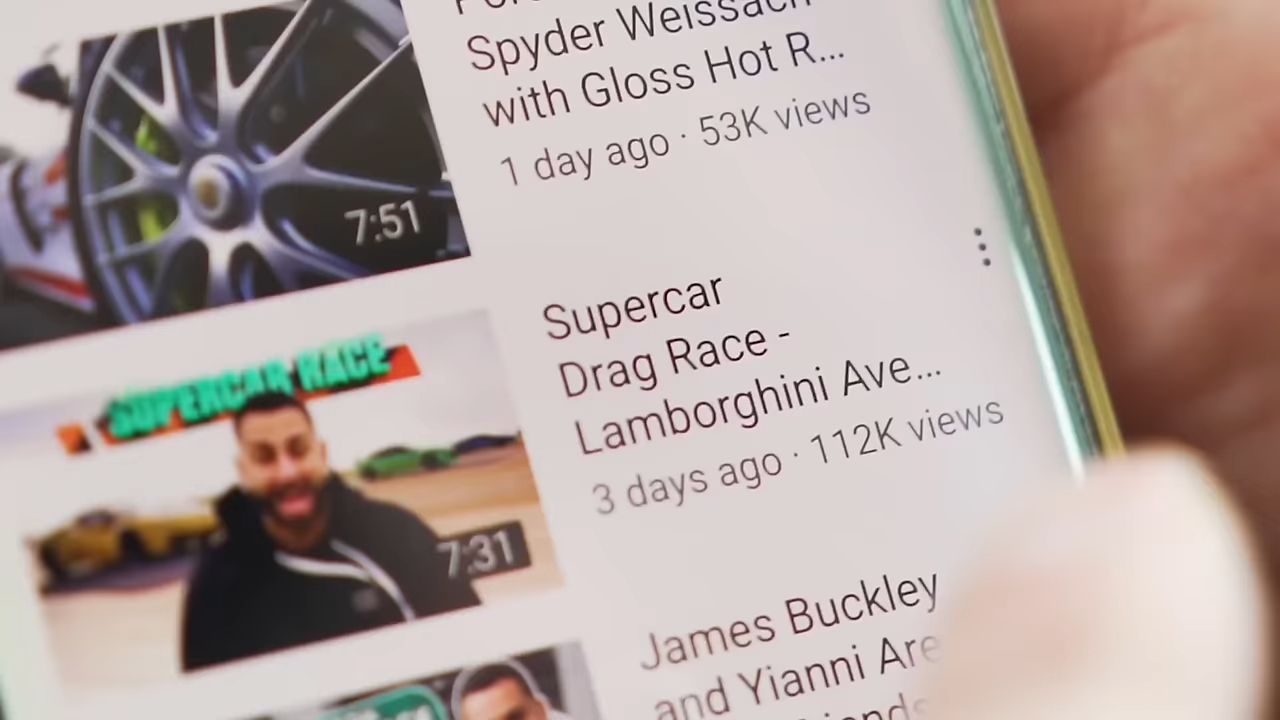 Spyder Weissach
with Gloss Hot R...
1 day ago · 53K views
7:51
Supercar
Drag Race -
Lamborghini Ave...
3 days ago · 112K views
SUPERCAR RACE
7:31
James Buckley
and Yianni Are